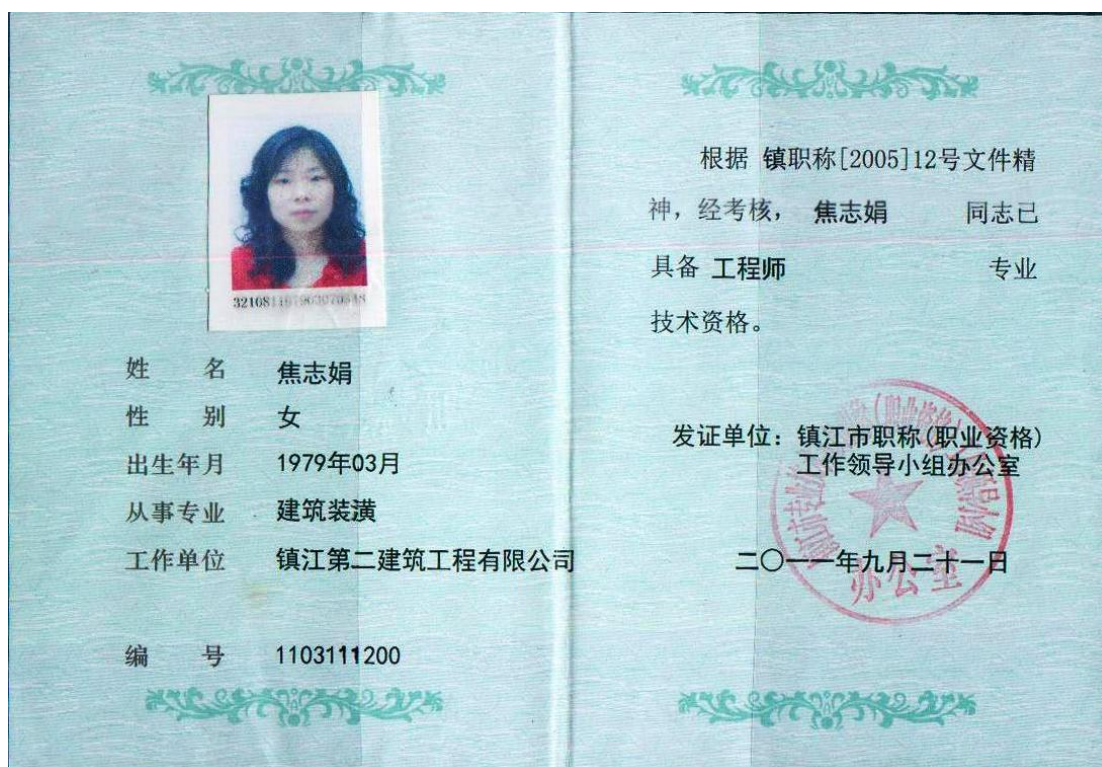 姓 名 焦志娟
性 别 女
出生年月 1979年03月
从事专业 建筑装潢
工作单位 镇江第二建筑工程有限公司
编 号 1103111200
根据 镇职称[2005]12号文件精
神，经考核， 焦志娟 同志已
具备 工程师 专业
技术资格。
发证单位：镇江市职称(职业资格)
工作领导小组办公室
二〇一一年九月二十一日
办公室